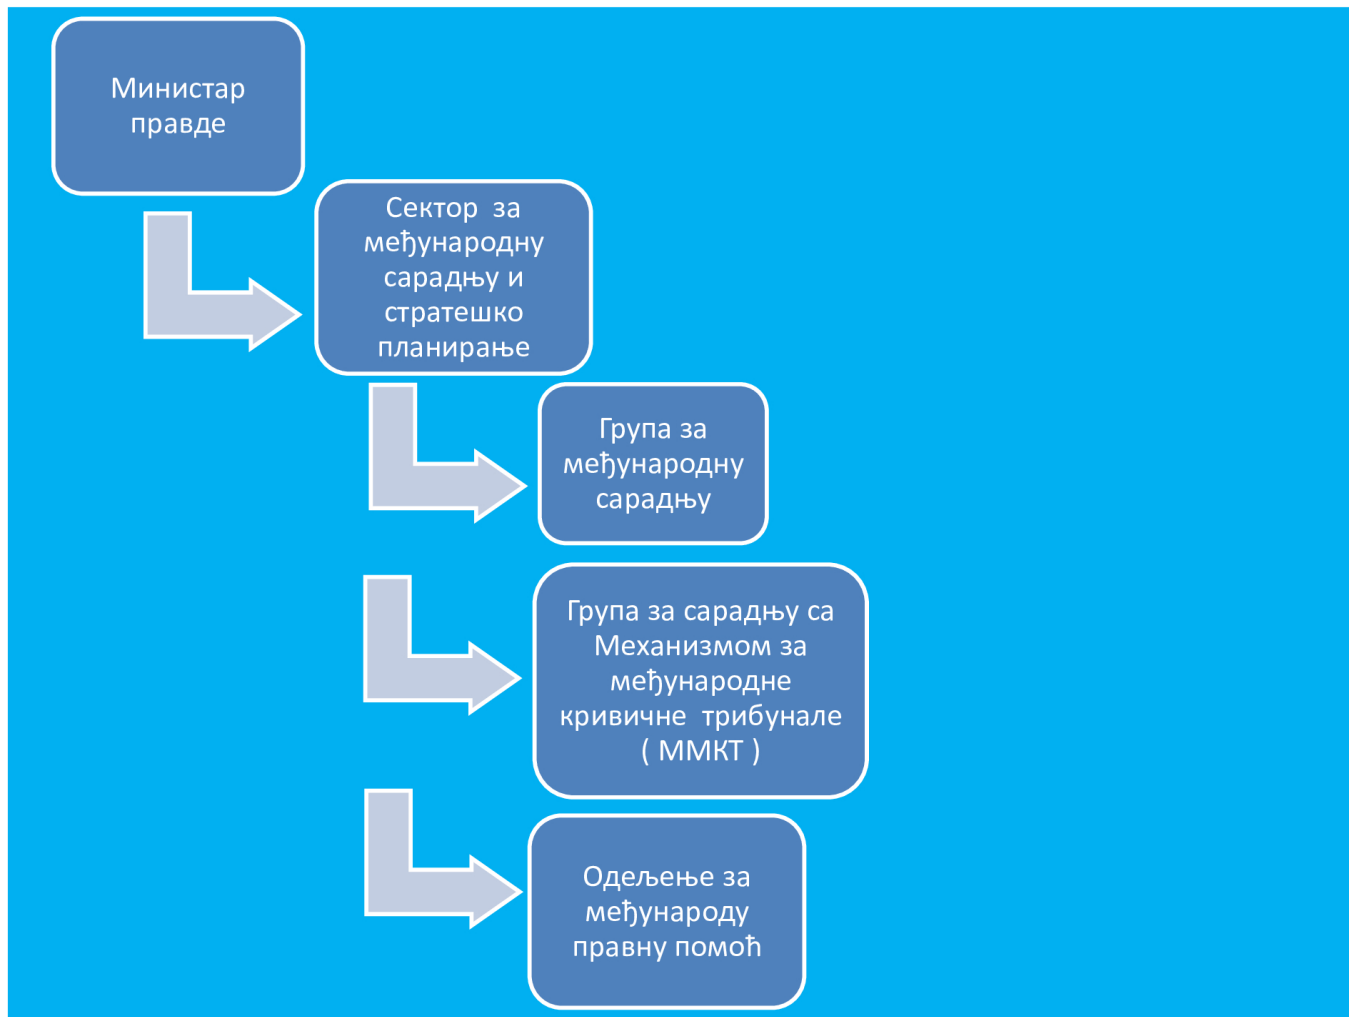 Министар
правде
Сектор  за
међународну
сарадњу и
стратешко
планирање
Група за
међународну
сарадњу
Група за сарадњу са
Механизмом за
међународне
кривичне  трибунале
( ММКТ )
Одељење за
међународу
правну помоћ